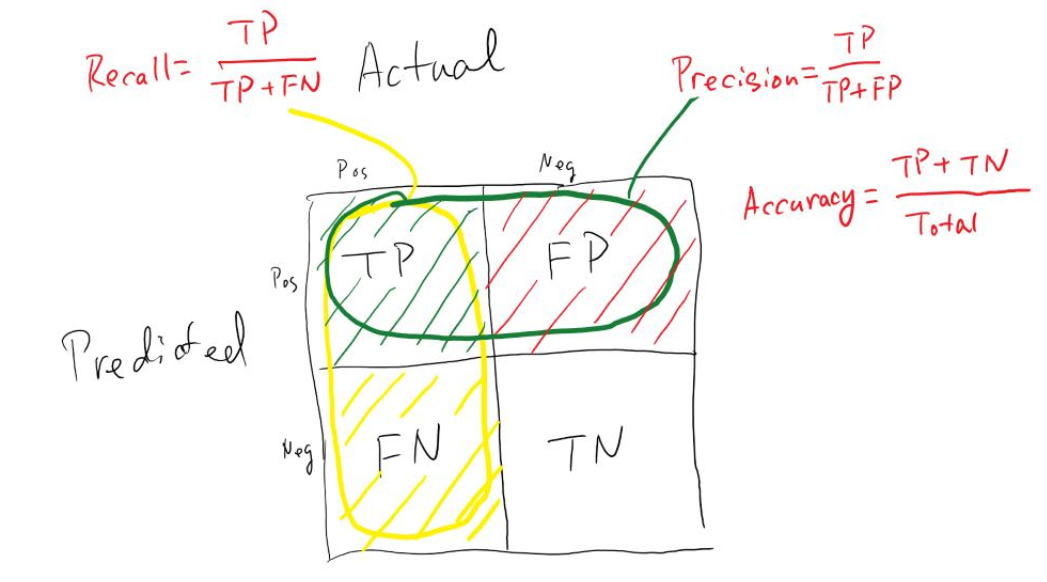 Recall = TP / TP + FN
Actual
Precision = TP / TP + FP
Accuracy = TP + TN / Total
Pos Neg
Pos TP FP
Predicted
Neg FN TN